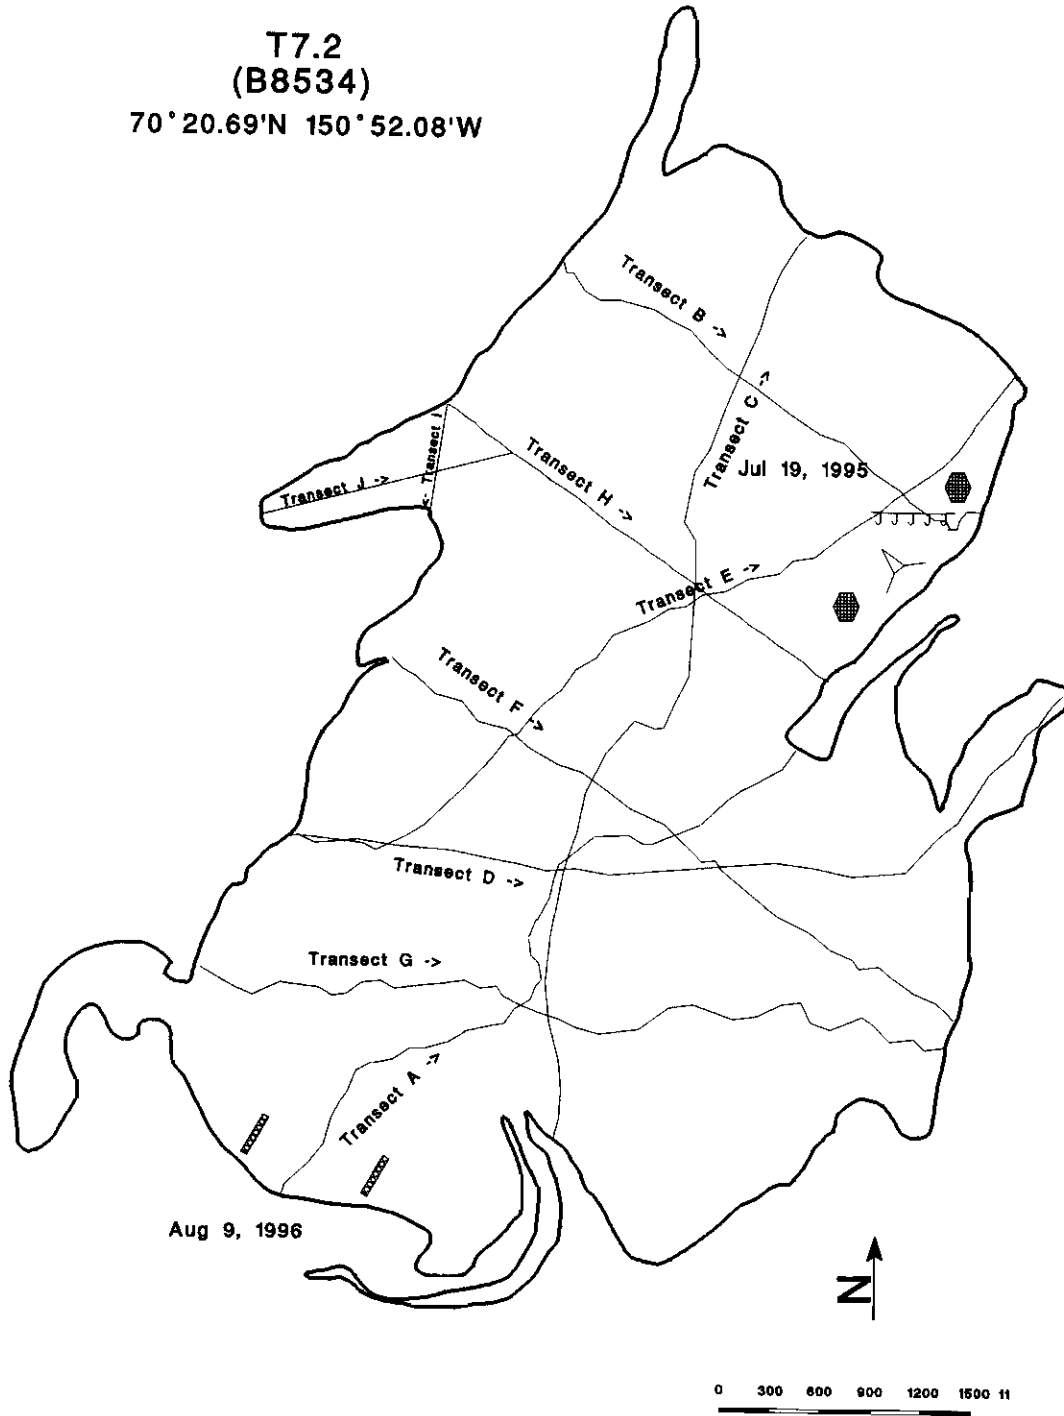 T7.2
(B8534)
70°20.69'N 150°52.08'W
Transect B ->
Transect C ->
<- Transect I
Transect J ->
Transect H ->
Jul 19, 1995
Transect E ->
Transect F ->
Transect D ->
Transect G ->
Transect A ->
Aug 9, 1996
N
0 300 600 900 1200 1500 ft